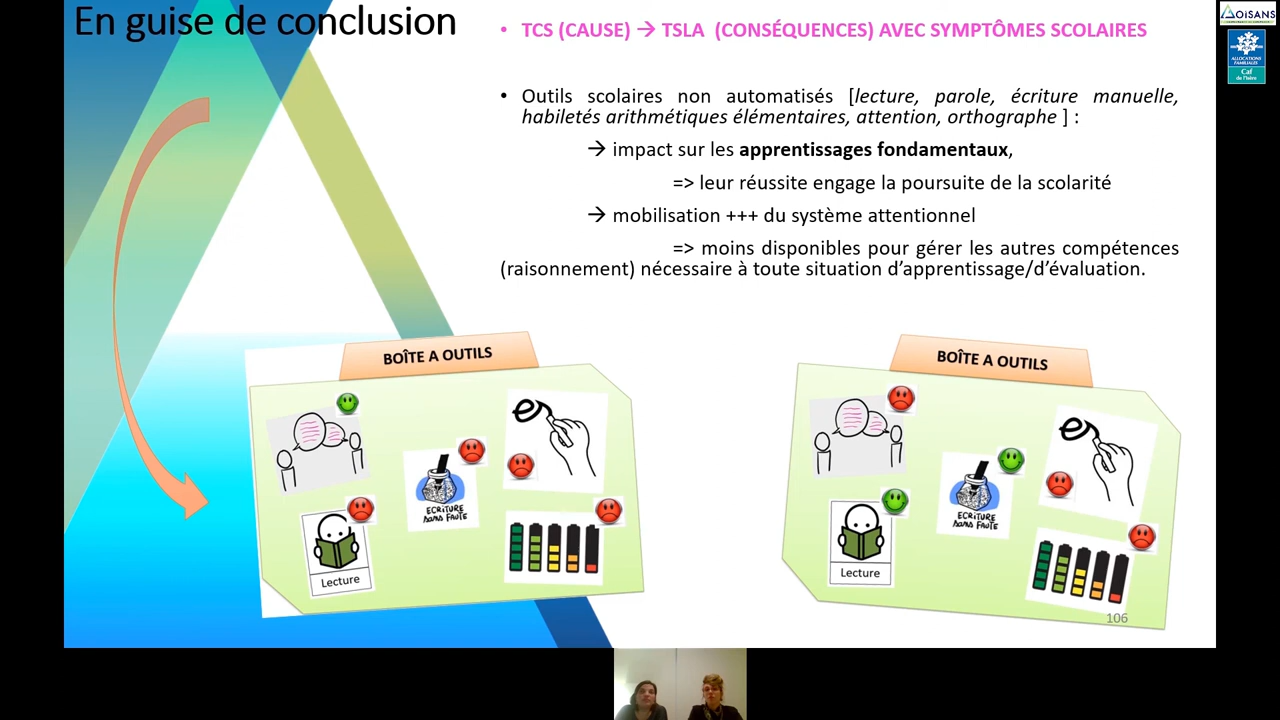 En guise de conclusion
• TCS (CAUSE) → TSLA (CONSÉQUENCES) AVEC SYMPTÔMES SCOLAIRES
• Outils scolaires non automatisés [lecture, parole, écriture manuelle,
habiletés arithmétiques élémentaires, attention, orthographe ] :
→ impact sur les apprentissages fondamentaux,
=> leur réussite engage la poursuite de la scolarité
→ mobilisation +++ du système attentionnel
=> moins disponibles pour gérer les autres compétences
(raisonnement) nécessaire à toute situation d’apprentissage/d’évaluation.
BOÎTE A OUTILS
ECRITURE
SANS FAUTE
Lecture
BOÎTE A OUTILS
ECRITURE
SANS FAUTE
Lecture
106
OISANS
ALLOCATIONS
FAMILIALES
Caf
de l'Isère